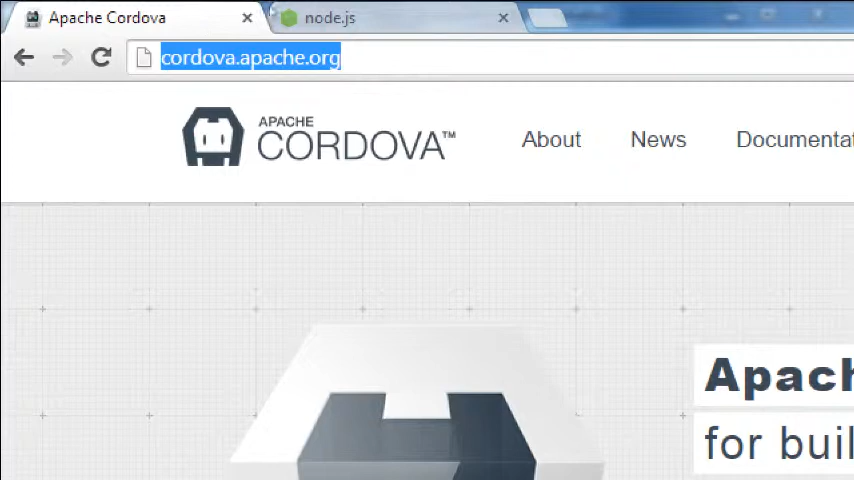 Apache Cordova
node.js
cordova.apache.org
APACHE
CORDOVA™
About
News
Documentat
Apach
for buil